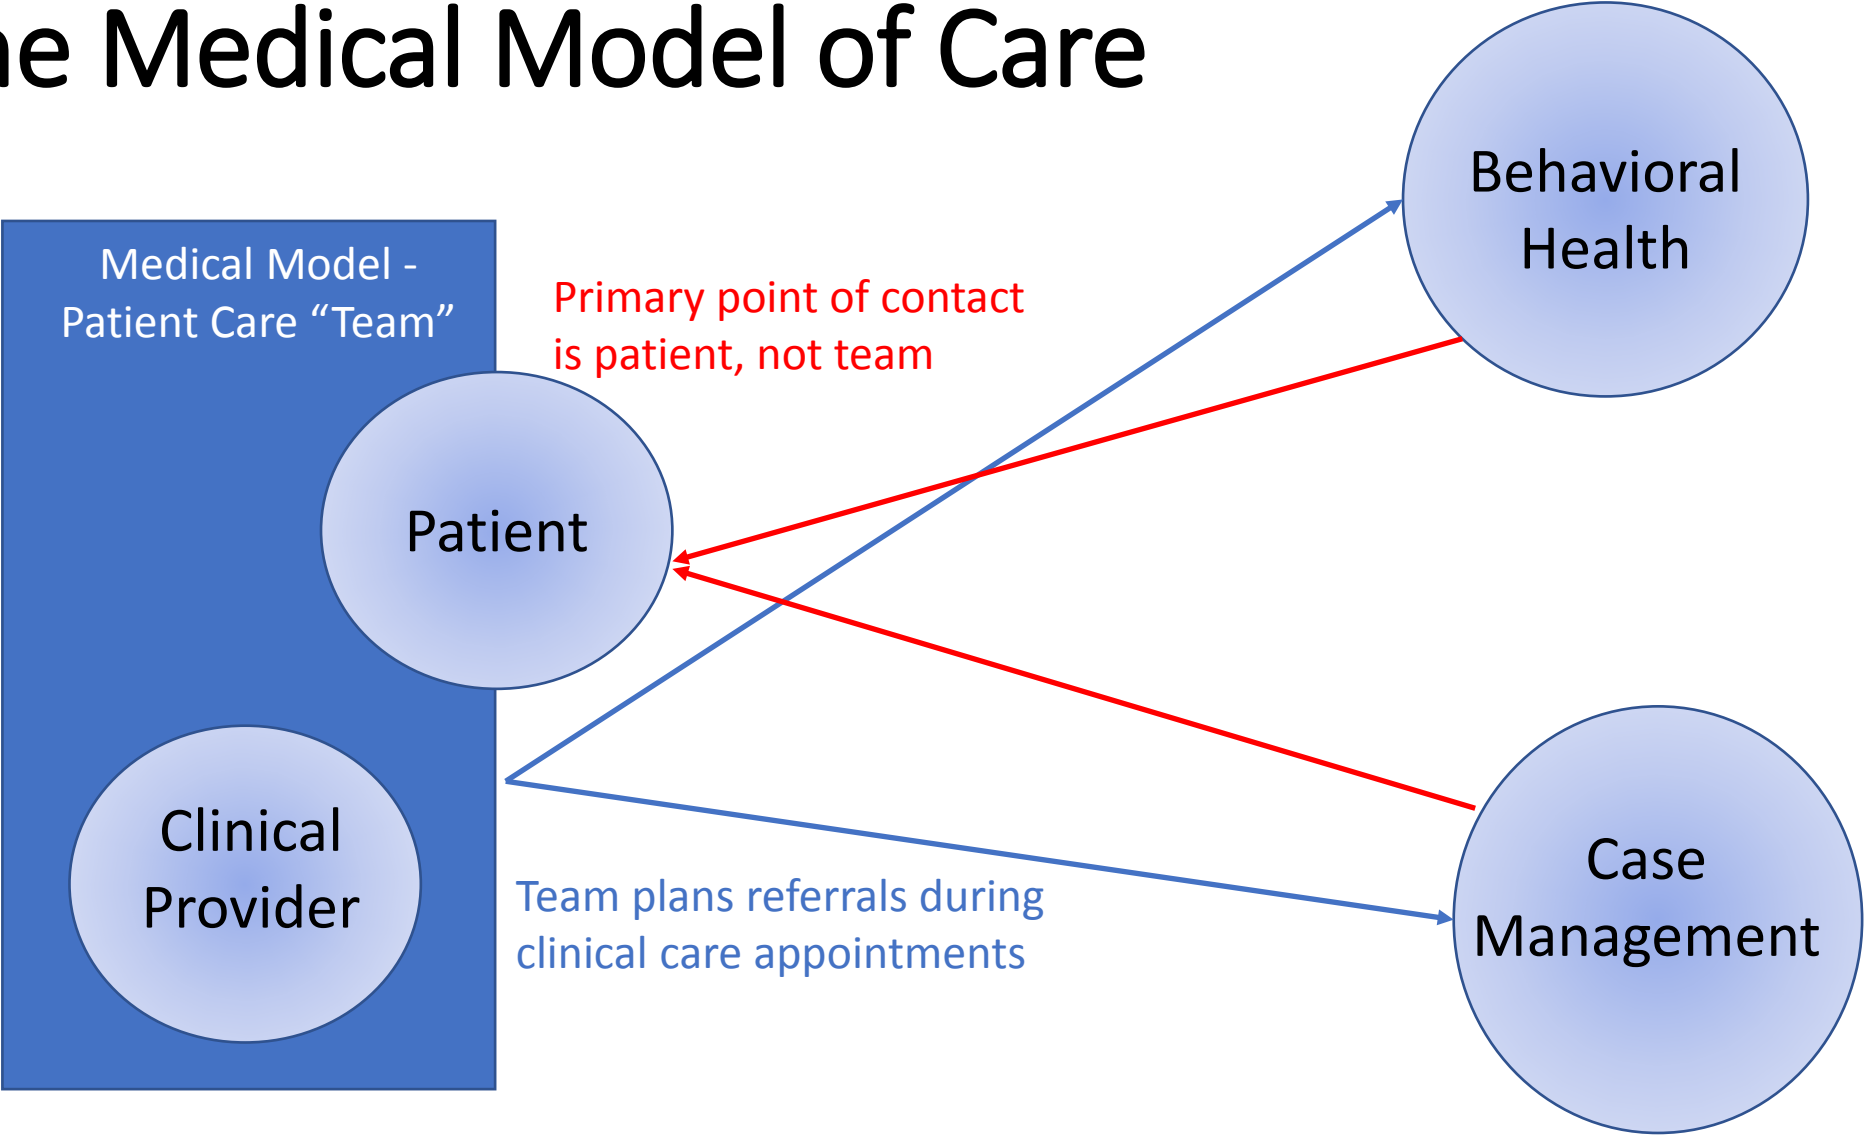 he Medical Model of Care
Behavioral
Health
Medical Model -
Patient Care “Team”
Primary point of contact
is patient, not team
Patient
Clinical
Provider
Team plans referrals during
clinical care appointments
Case
Management